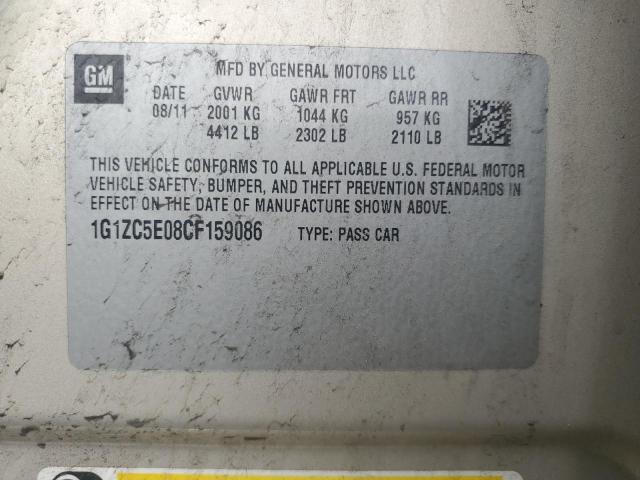 GM
MFD BY GENERAL MOTORS LLC
DATE GVWR GAWR FRT GAWR RR
08/11 2001 KG 1044 KG 957 KG
4412 LB 2302 LB 2110 LB
THIS VEHICLE CONFORMS TO ALL APPLICABLE U.S. FEDERAL MOTOR
VEHICLE SAFETY, BUMPER, AND THEFT PREVENTION STANDARDS IN
EFFECT ON THE DATE OF MANUFACTURE SHOWN ABOVE.
1G1ZC5E08CF159086 TYPE: PASS CAR